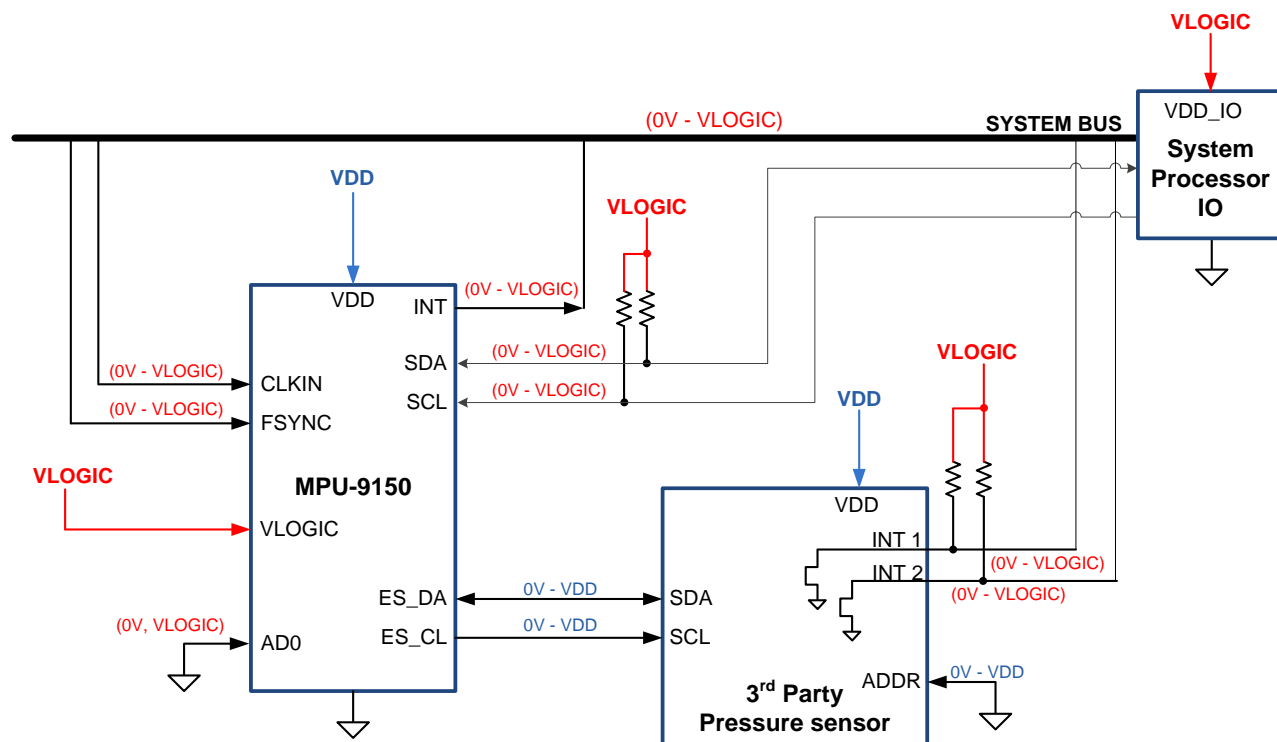 VLOGIC
VDD_IO
System
Processor
IO
(0V - VLOGIC)
SYSTEM BUS
VDD
VLOGIC
VDD
INT
(0V - VLOGIC)
SDA
(0V - VLOGIC)
SCL
(0V - VLOGIC)
(0V - VLOGIC)
CLKIN
(0V - VLOGIC)
FSYNC
MPU-9150
VLOGIC
VLOGIC
VLOGIC
VDD
VDD
INT 1
(0V - VLOGIC)
INT 2
(0V - VLOGIC)
ES_DA
0V - VDD
SDA
ES_CL
0V - VDD
SCL
(0V, VLOGIC)
AD0
ADDR
0V - VDD
3rd Party
Pressure sensor